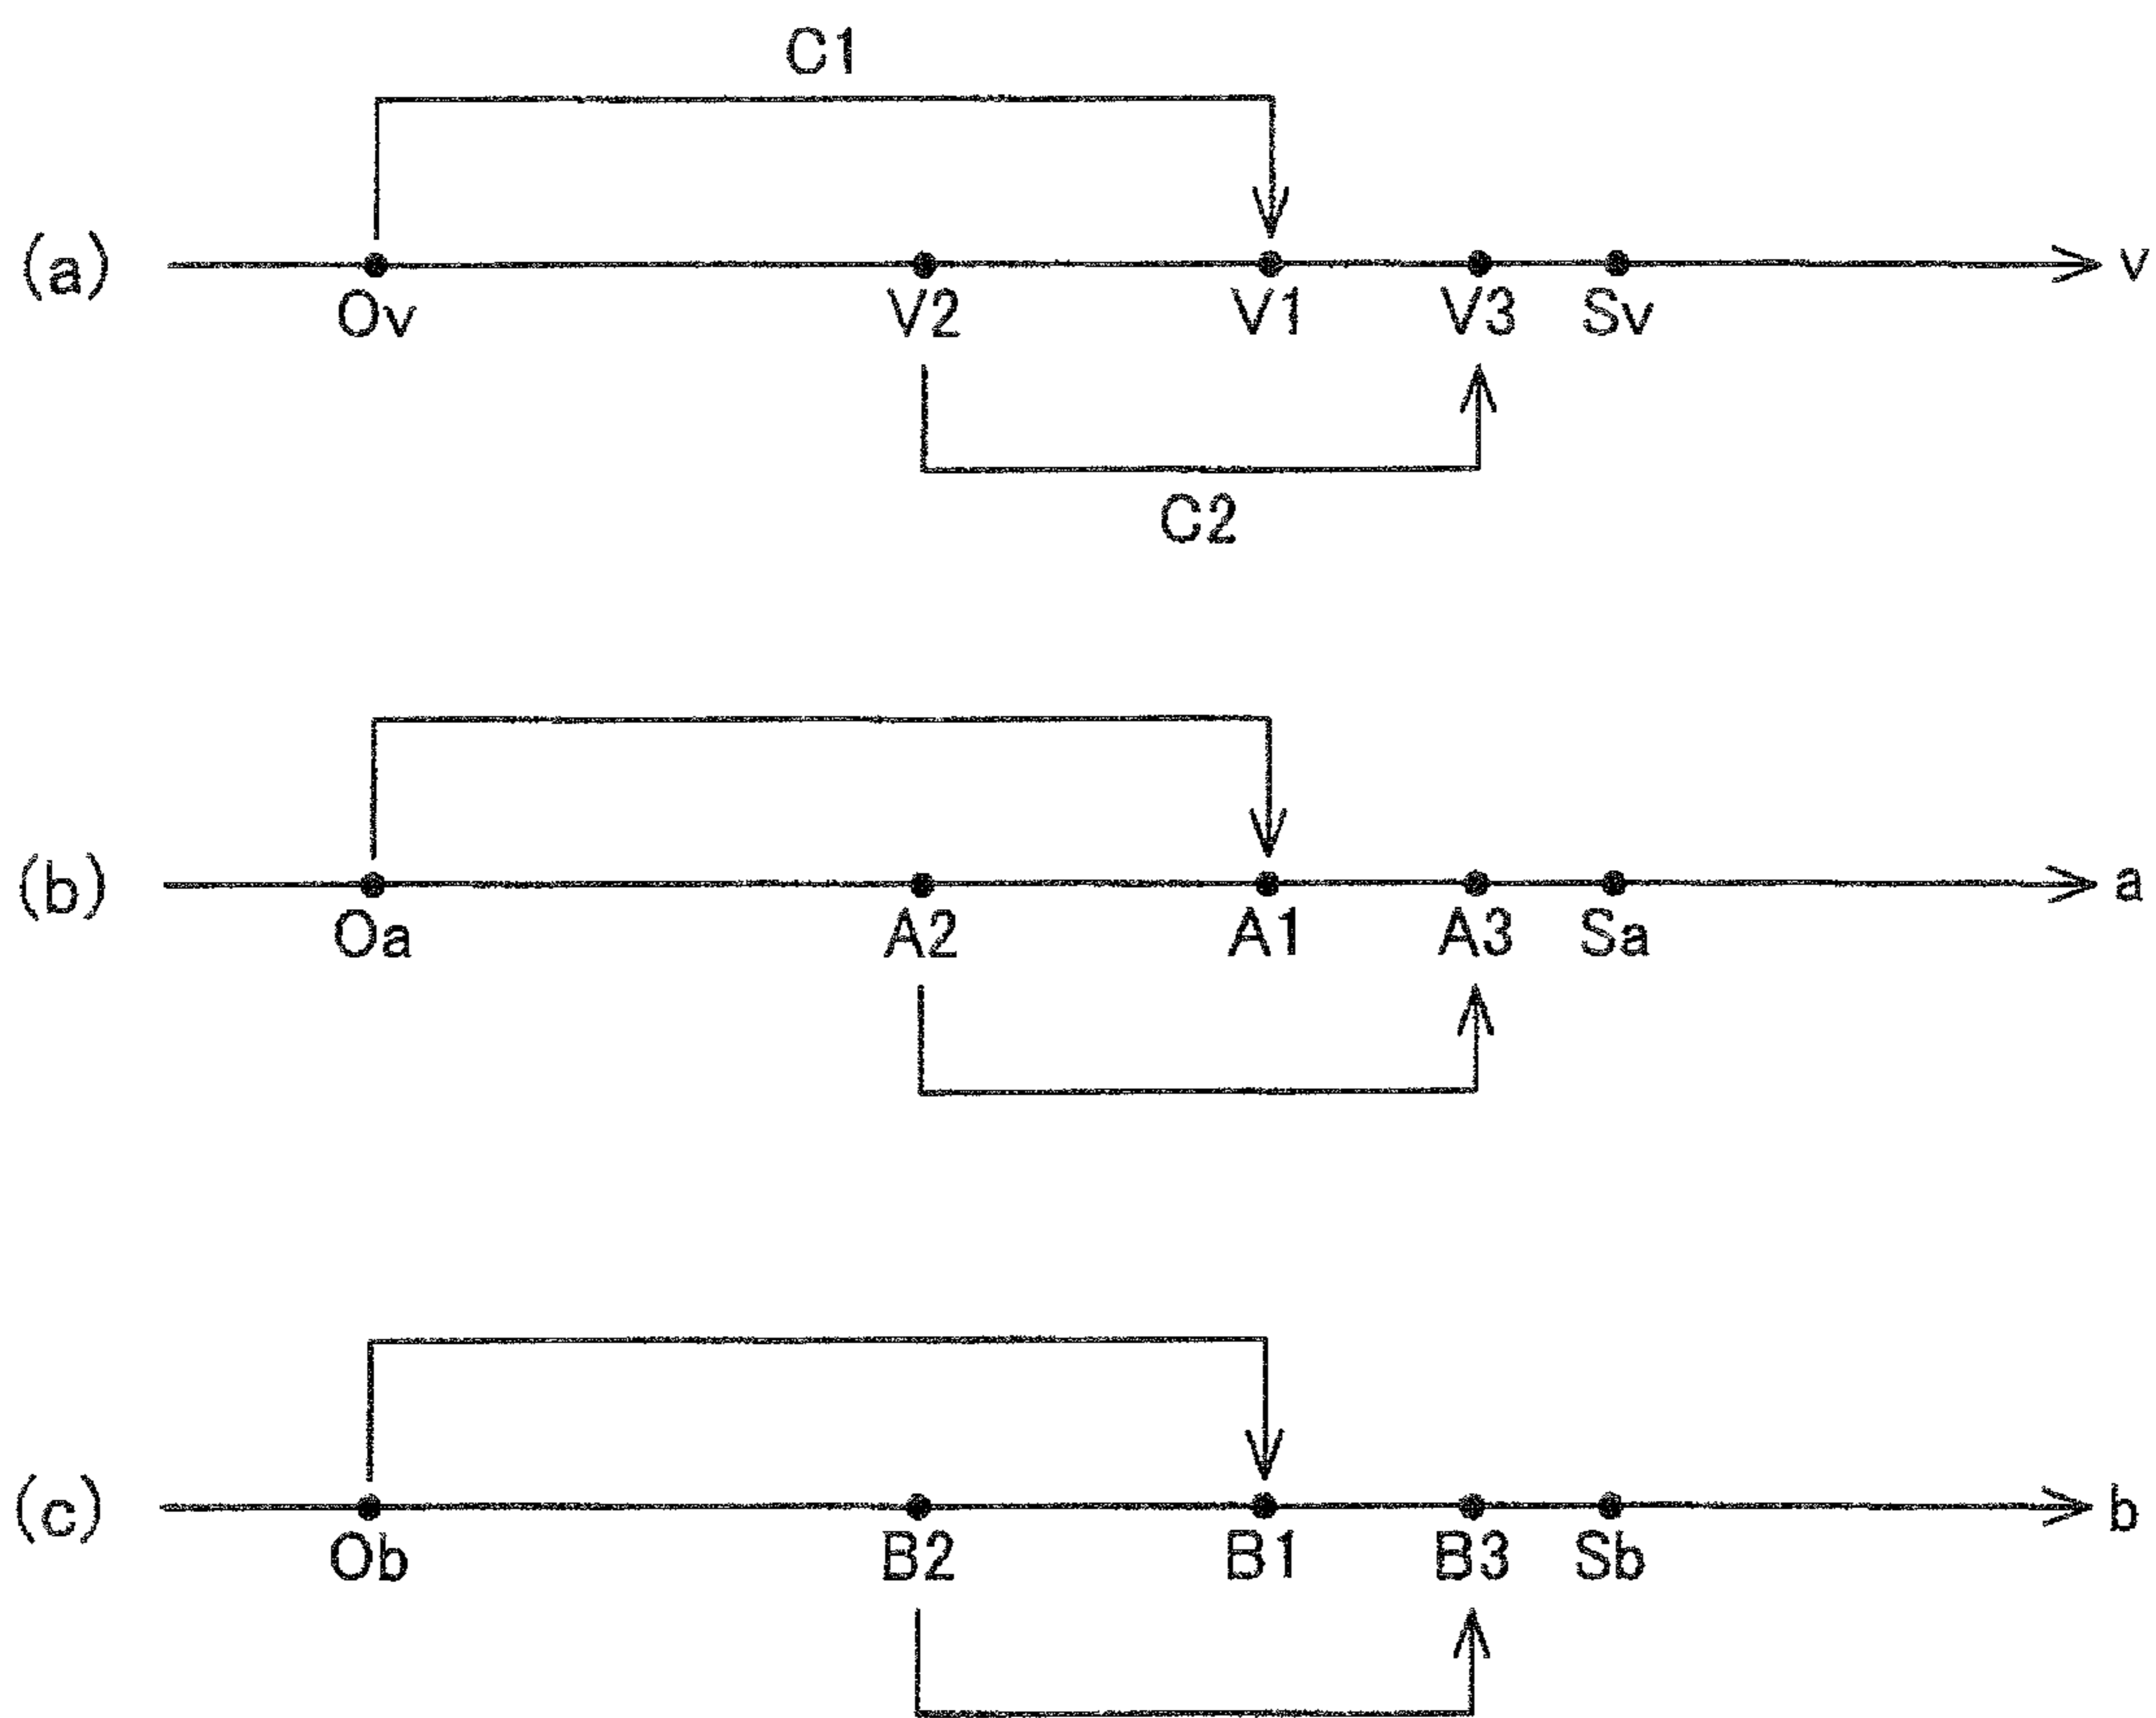 C1
(a) v
Ov V2 V1 V3 Sv
C2
(b) a
Oa A2 A1 A3 Sa
(c) b
Ob B2 B1 B3 Sb